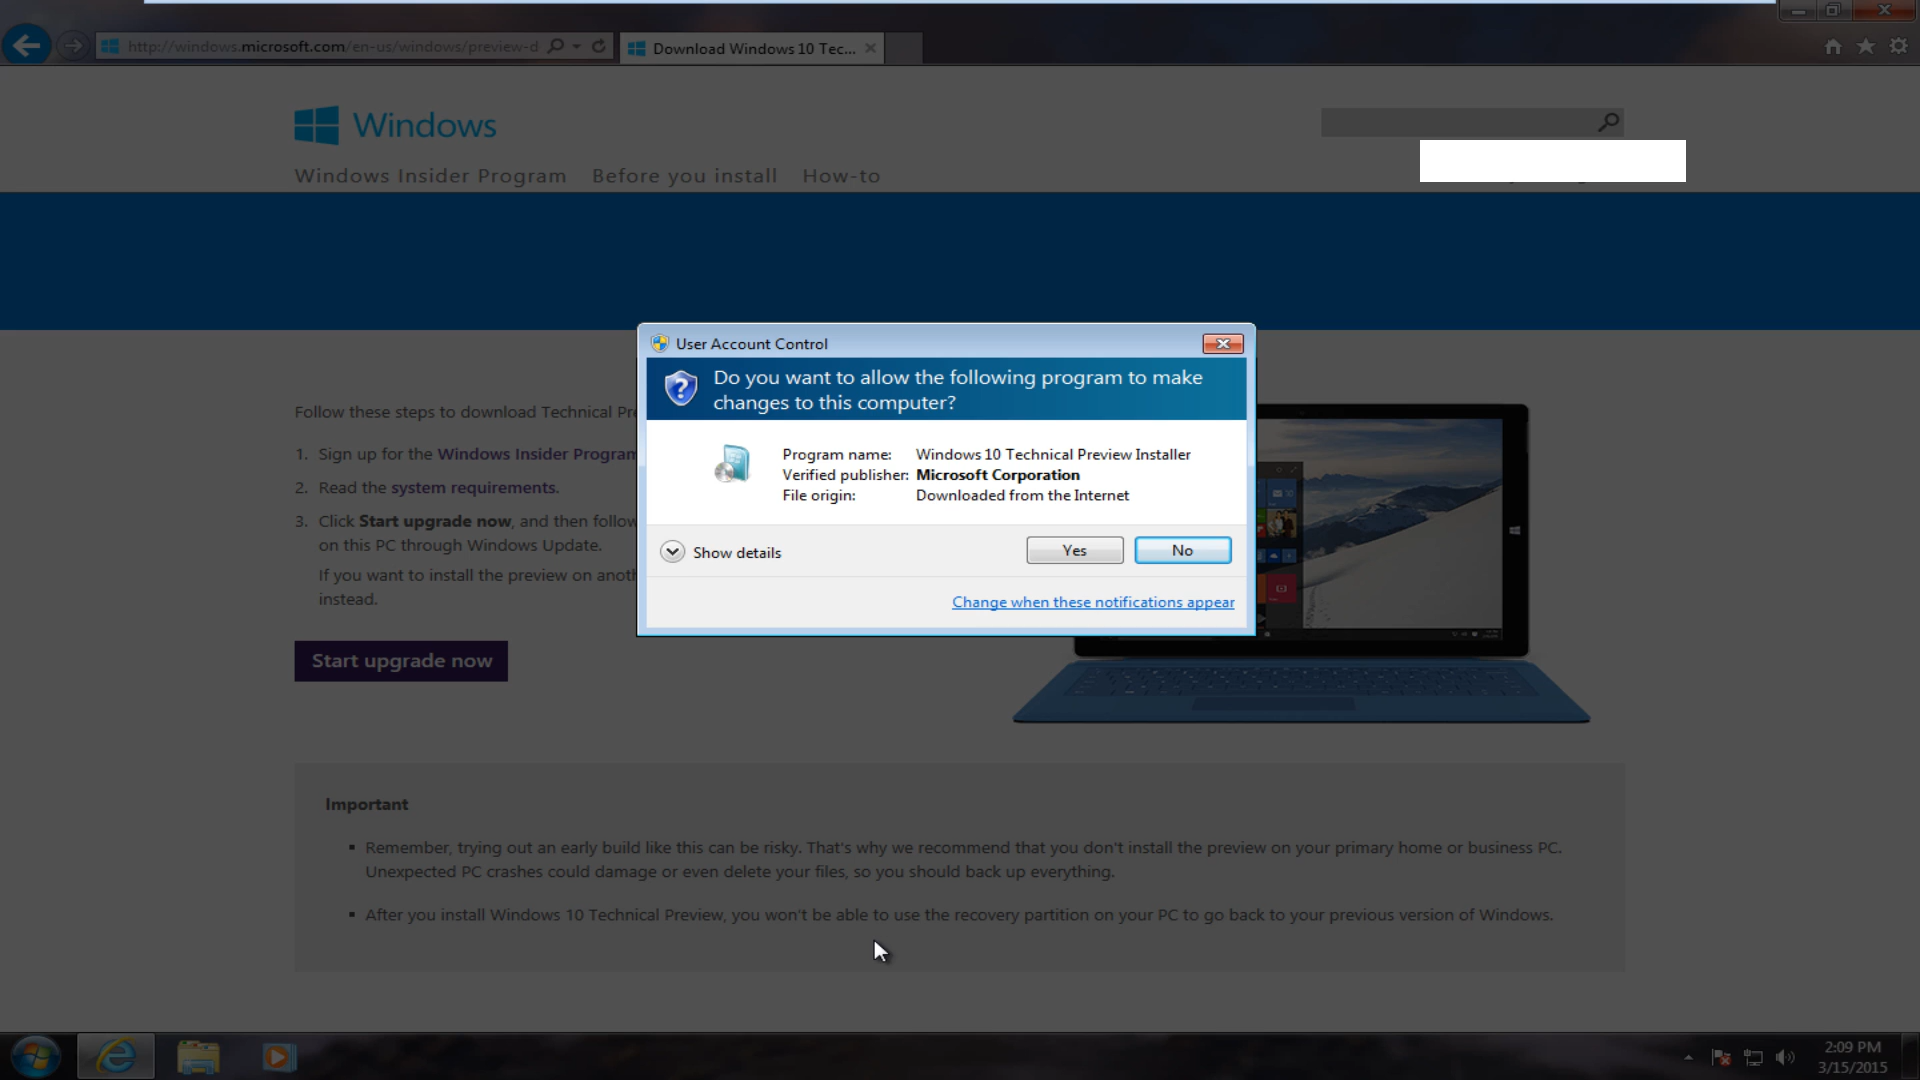 http://windows.microsoft.com/en-us/windows/preview-d
Download Windows 10 Tec...
Windows
Windows Insider Program Before you install How-to
User Account Control
Do you want to allow the following program to make
changes to this computer?
Program name: Windows 10 Technical Preview Installer
Verified publisher: Microsoft Corporation
File origin: Downloaded from the Internet
Show details
Yes
No
Change when these notifications appear
Follow these steps to download Technical Pre
1. Sign up for the Windows Insider Program
2. Read the system requirements.
3. Click Start upgrade now, and then follow
on this PC through Windows Update.
If you want to install the preview on anoth
instead.
Start upgrade now
Important
▪ Remember, trying out an early build like this can be risky. That's why we recommend that you don't install the preview on your primary home or business PC.
Unexpected PC crashes could damage or even delete your files, so you should back up everything.
▪ After you install Windows 10 Technical Preview, you won't be able to use the recovery partition on your PC to go back to your previous version of Windows.
2:09 PM
3/15/2015